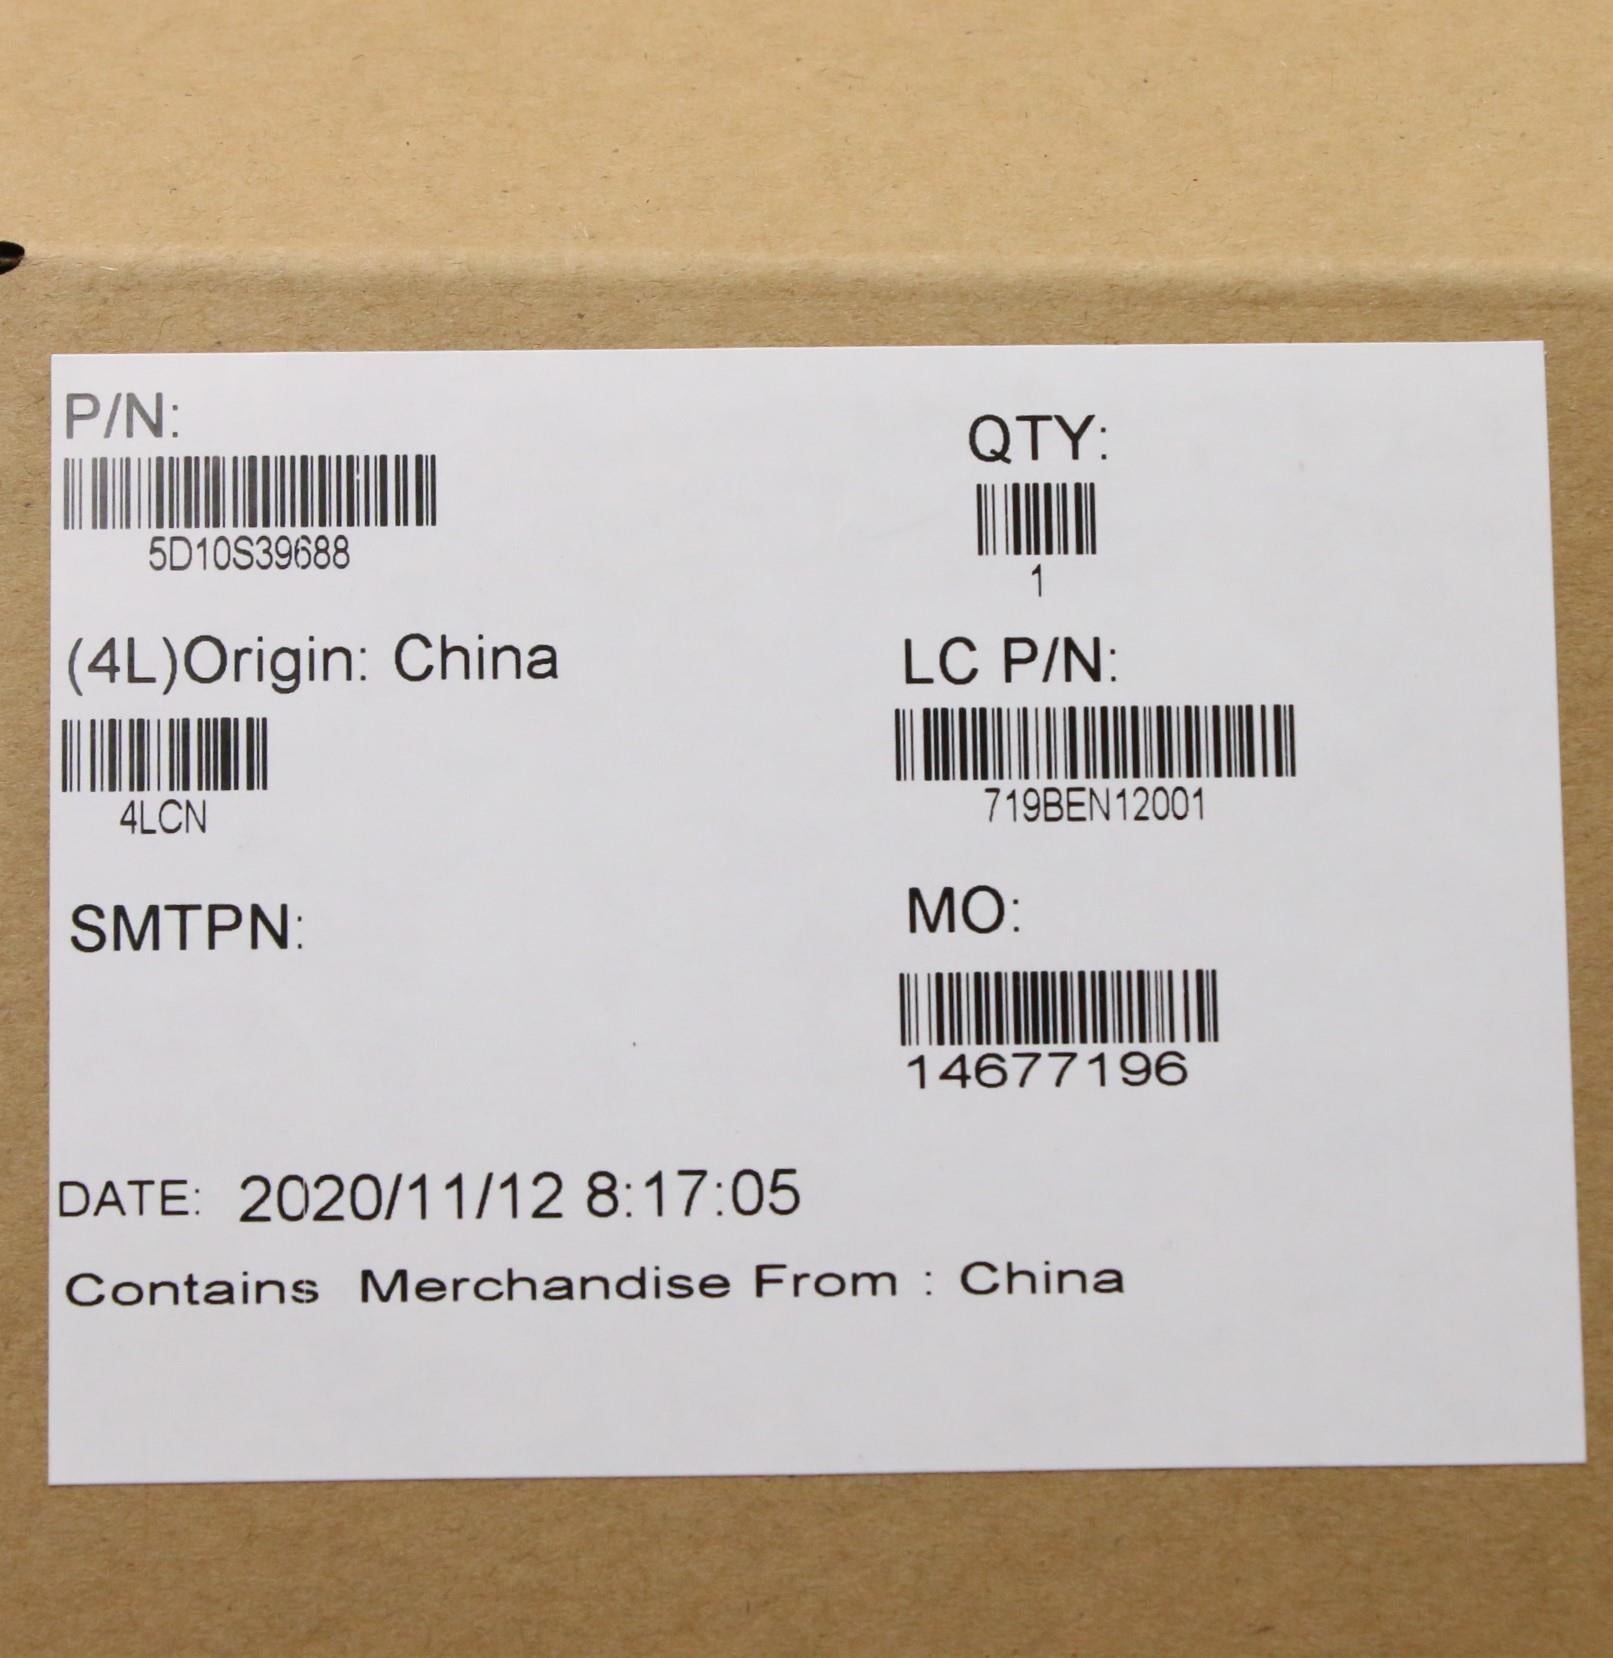 P/N:
5D10S39688
QTY:
1
(4L)Origin: China
4LCN
LC P/N:
719BEN12001
SMTPN:
MO:
14677196
DATE: 2020/11/12 8:17:05
Contains Merchandise From : China